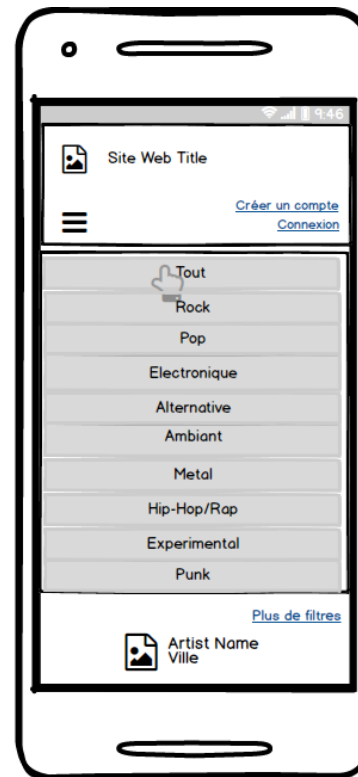 9:46
Site Web Title
Créer un compte
Connexion
Tout
Rock
Pop
Electronique
Alternative
Ambiant
Metal
Hip-Hop/Rap
Experimental
Punk
Plus de filtres
Artist Name
Ville